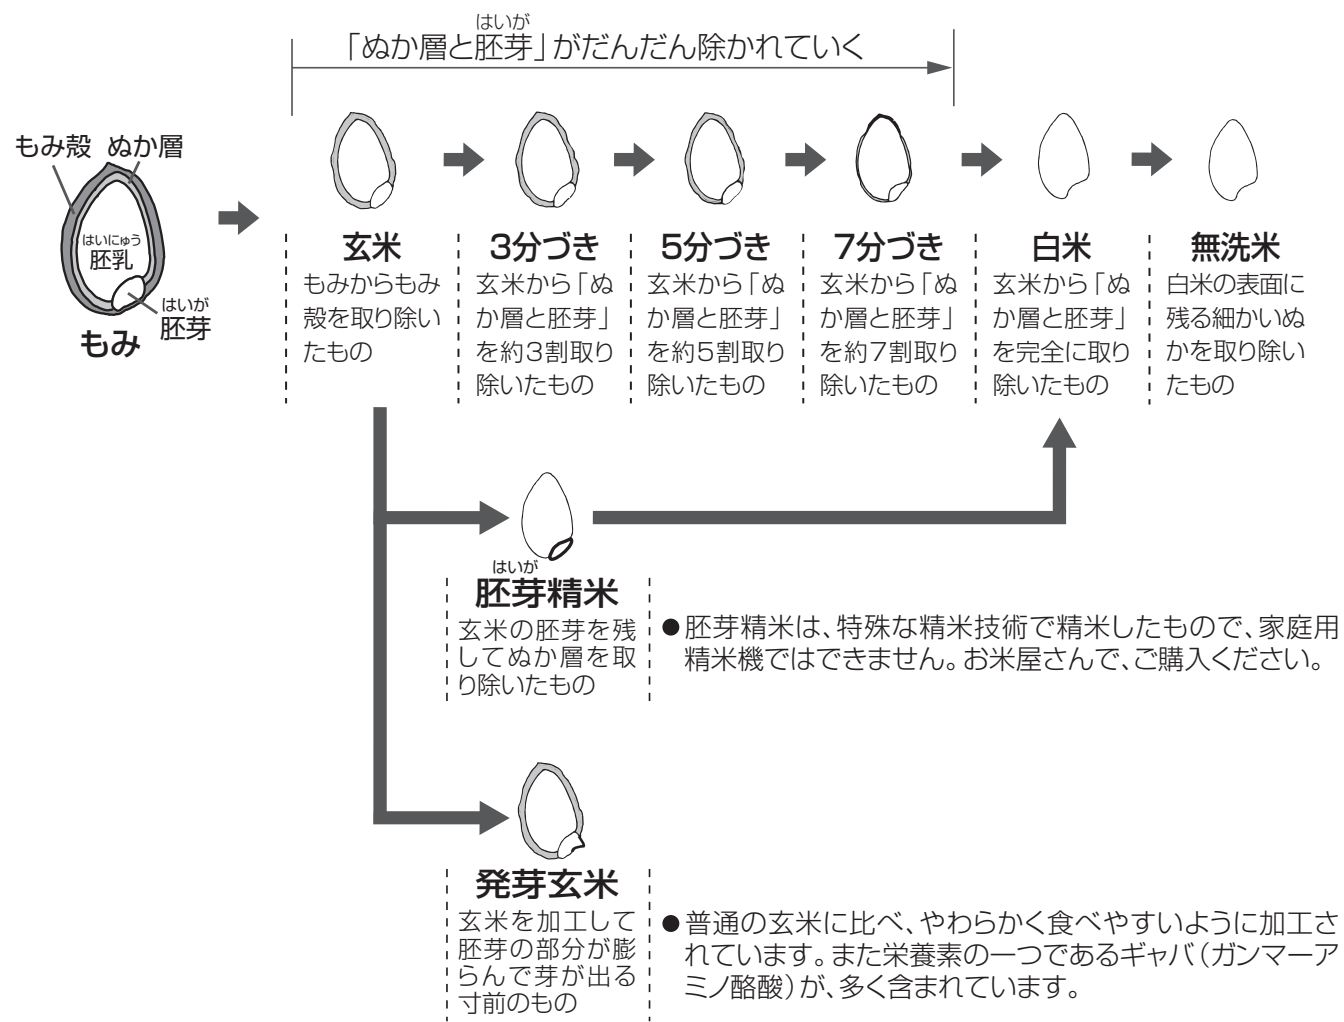 はいが
「ぬか層と胚芽」がだんだん除かれていく
もみ殻 ぬか層
はいにゅう
胚乳
はいが
胚芽
もみ
玄米
もみからもみ
殻を取り除い
たもの
3分づき
玄米から「ぬ
か層と胚芽」
を約3割取り
除いたもの
5分づき
玄米から「ぬ
か層と胚芽」
を約5割取り
除いたもの
7分づき
玄米から「ぬ
か層と胚芽」
を約7割取り
除いたもの
白米
玄米から「ぬ
か層と胚芽」
を完全に取り
除いたもの
無洗米
白米の表面に
残る細かいぬ
かを取り除い
たもの
はいが
胚芽精米
玄米の胚芽を残
してぬか層を取
り除いたもの
●胚芽精米は、特殊な精米技術で精米したもので、家庭用
精米機ではできません。お米屋さんで、ご購入ください。
発芽玄米
玄米を加工して
胚芽の部分が膨
らんで芽が出る
寸前のもの
●普通の玄米に比べ、やわらかく食べやすいように加工さ
れています。また栄養素の一つであるギャバ(ガンマーア
ミノ酪酸)が、多く含まれています。